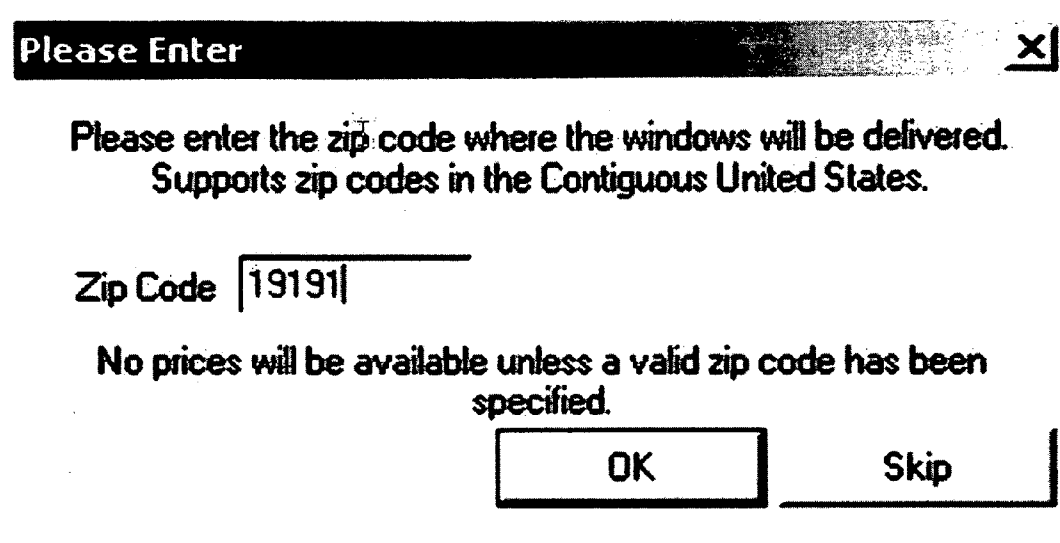 Please Enter
Please enter the zip code where the windows will be delivered.
Supports zip codes in the Contiguous United States.
Zip Code 19191
No prices will be available unless a valid zip code has been
specified.
OK Skip